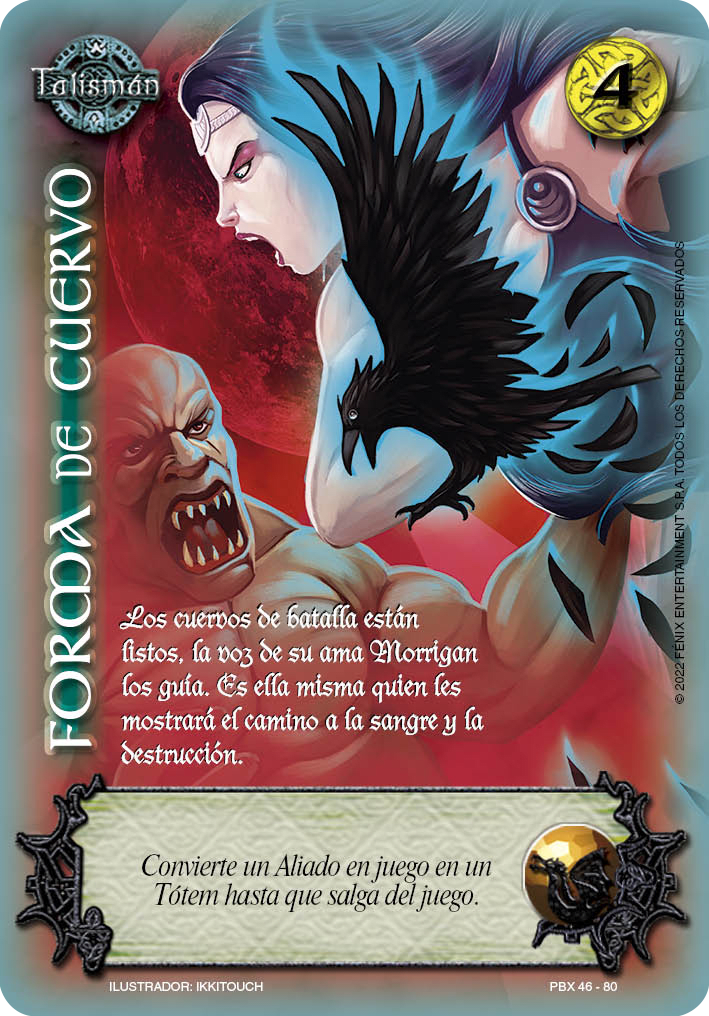 Talismán
4
FORMA DE CUERVO
© 2022 FÉNIX ENTERTAINMENT S.P.A. TODOS LOS DERECHOS RESERVADOS
Los cuervos de batalla están
listos, la voz de su ama Morrigan
los guía. Es ella misma quien les
mostrará el camino a la sangre y la
destrucción.
Convierte un Aliado en juego en un
Tótem hasta que salga del juego.
ILUSTRADOR: IKKITOUCH
PBX 46 - 80